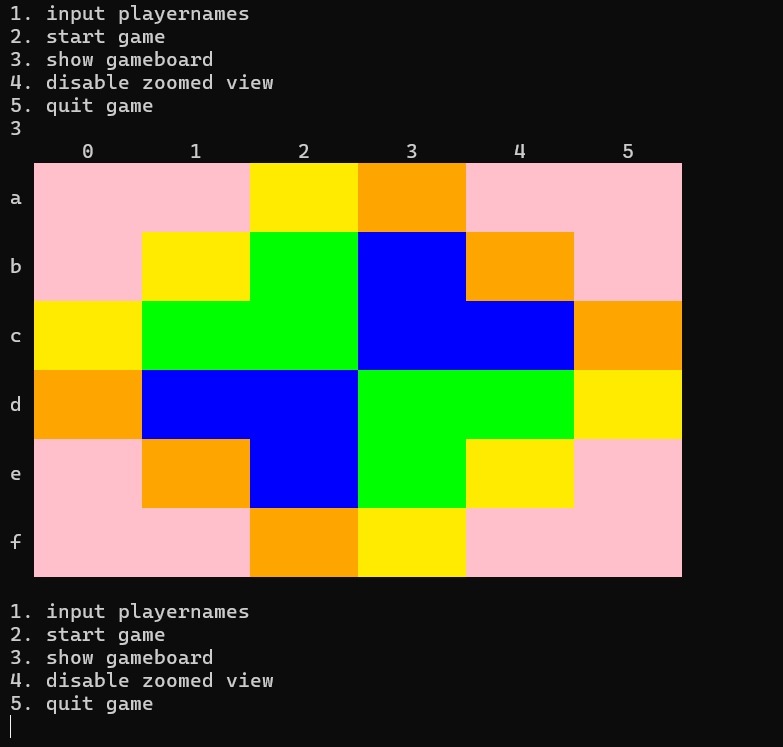 1. input playernames
2. start game
3. show gameboard
4. disable zoomed view
5. quit game
3
0 1 2 3 4 5
a
b
c
d
e
f
1. input playernames
2. start game
3. show gameboard
4. disable zoomed view
5. quit game